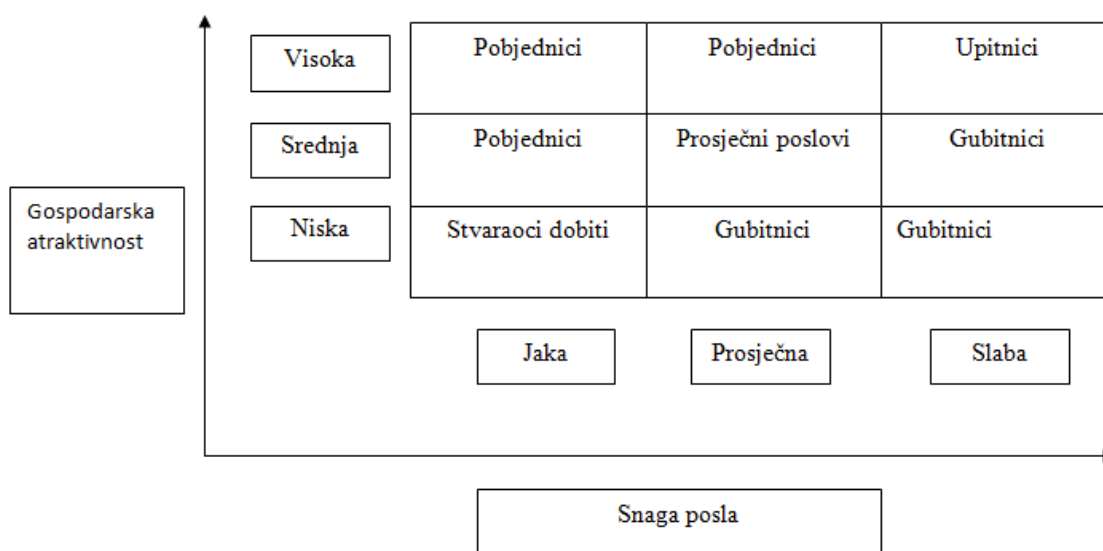 Visoka
Pobjednici
Pobjednici
Upitnici
Srednja
Pobjednici
Prosječni poslovi
Gubitnici
Gospodarska
atraktivnost
Niska
Stvaraoci dobiti
Gubitnici
Gubitnici
Jaka
Prosječna
Slaba
Snaga posla